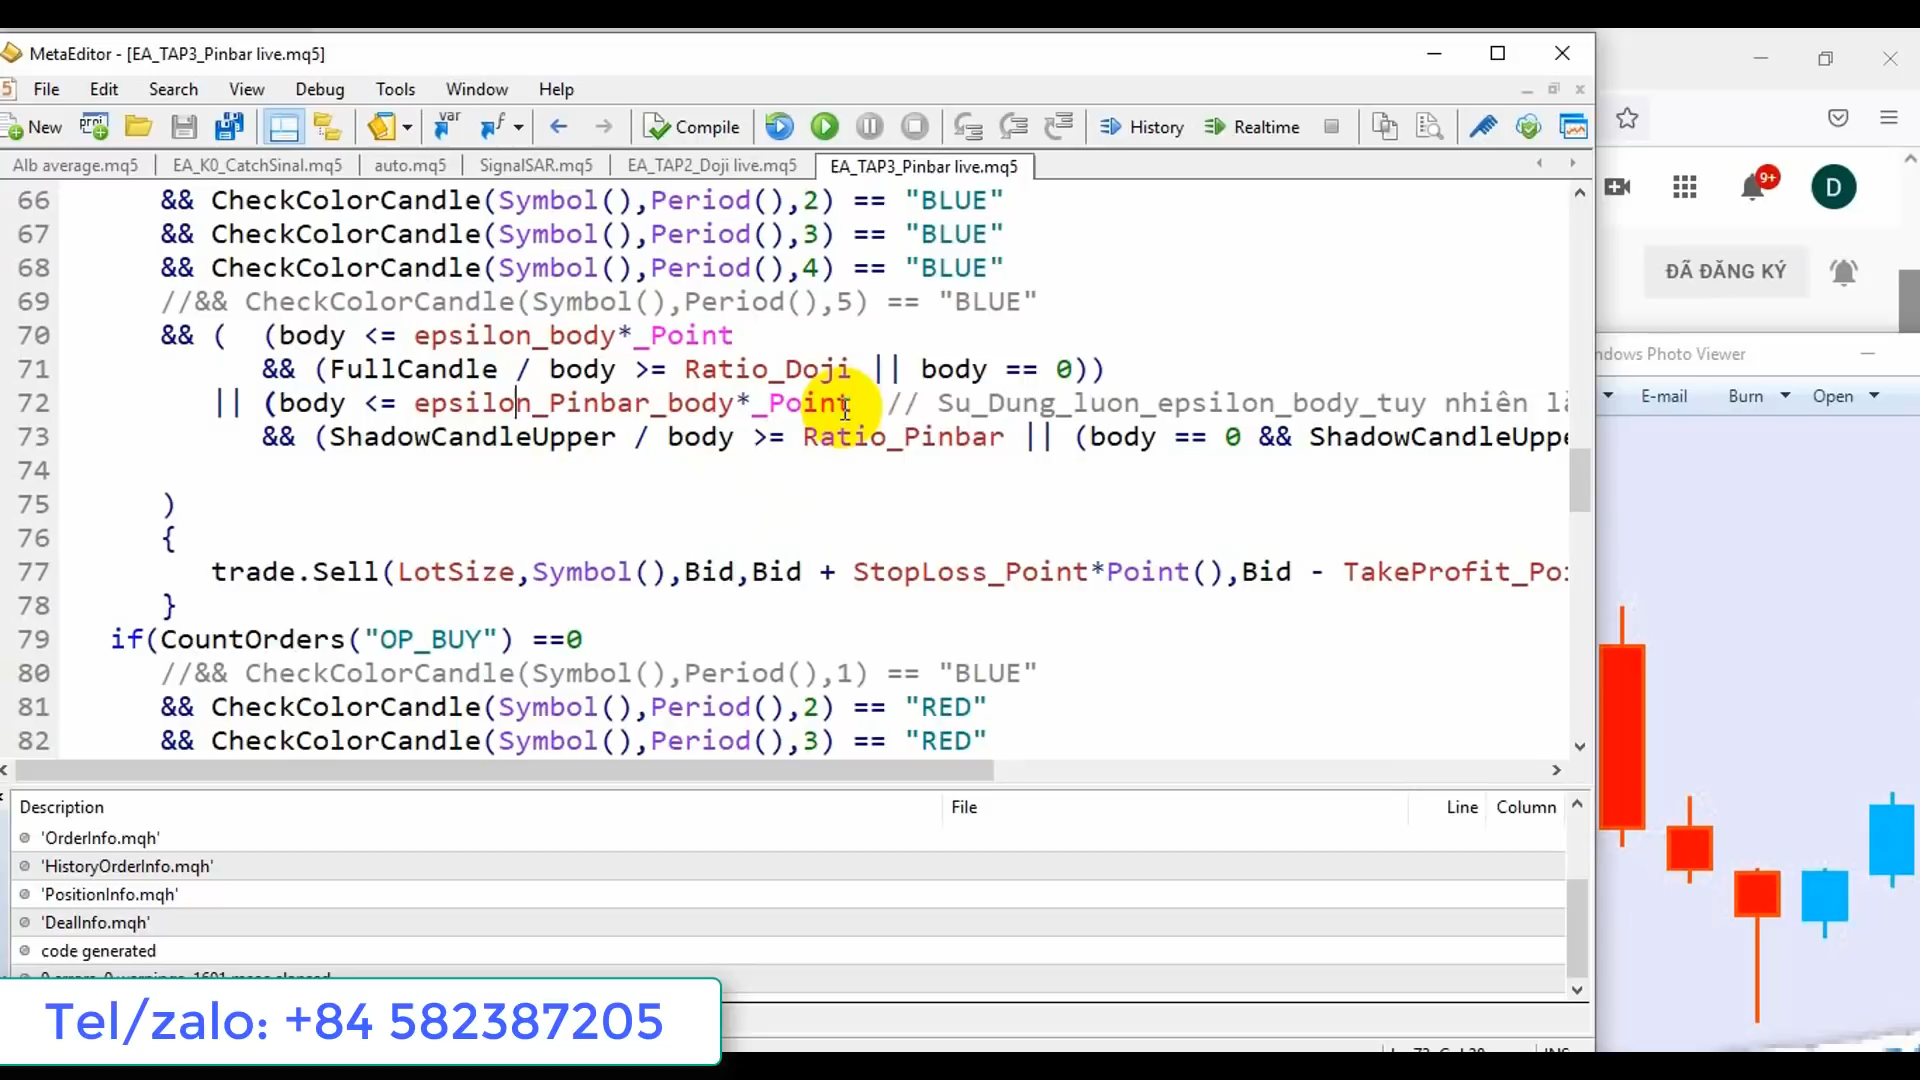 MetaEditor - [EA_TAP3_Pinbar live.mq5]
File Edit Search View Debug Tools Window Help
New Compile History Realtime
Alb average.mq5 EA_K0_CatchSinal.mq5 auto.mq5 SignalSAR.mq5 EA_TAP2_Doji live.mq5 EA_TAP3_Pinbar live.mq5
66 && CheckColorCandle(Symbol(),Period(),2) == "BLUE"
67 && CheckColorCandle(Symbol(),Period(),3) == "BLUE"
68 && CheckColorCandle(Symbol(),Period(),4) == "BLUE"
69 //&& CheckColorCandle(Symbol(),Period(),5) == "BLUE"
70 && ( (body <= epsilon_body*_Point
71 && (FullCandle / body >= Ratio_Doji || body == 0))
72 || (body <= epsilon_Pinbar_body*_Point // Su_Dung_luon_epsilon_body_tuy nhiên
73 && (ShadowCandleUpper / body >= Ratio_Pinbar || (body == 0 && ShadowCandleUppe
74
75 )
76 {
77 trade.Sell(LotSize,Symbol(),Bid,Bid + StopLoss_Point*Point(),Bid - TakeProfit_Po
78 }
79 if(CountOrders("OP_BUY") ==0
80 //&& CheckColorCandle(Symbol(),Period(),1) == "BLUE"
81 && CheckColorCandle(Symbol(),Period(),2) == "RED"
82 && CheckColorCandle(Symbol(),Period(),3) == "RED"
Description File Line Column
'OrderInfo.mqh'
'HistoryOrderInfo.mqh'
'PositionInfo.mqh'
'DealInfo.mqh'
code generated
Tel/zalo: +84 582387205
9+
D
ĐÃ ĐĂNG KÝ
ndows Photo Viewer
E-mail Burn Open